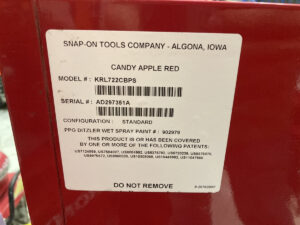 SNAP-ON TOOLS COMPANY - ALGONA, IOWA
CANDY APPLE RED
MODEL # : KRL722CBPS
SERIAL # : AD297351A
CONFIGURATION : STANDARD
PPG DITZLER WET SPRAY PAINT # : 902979
THIS PRODUCT IS OR HAS BEEN COVERED
BY ONE OR MORE OF THE FOLLOWING PATENTS:
DO NOT REMOVE